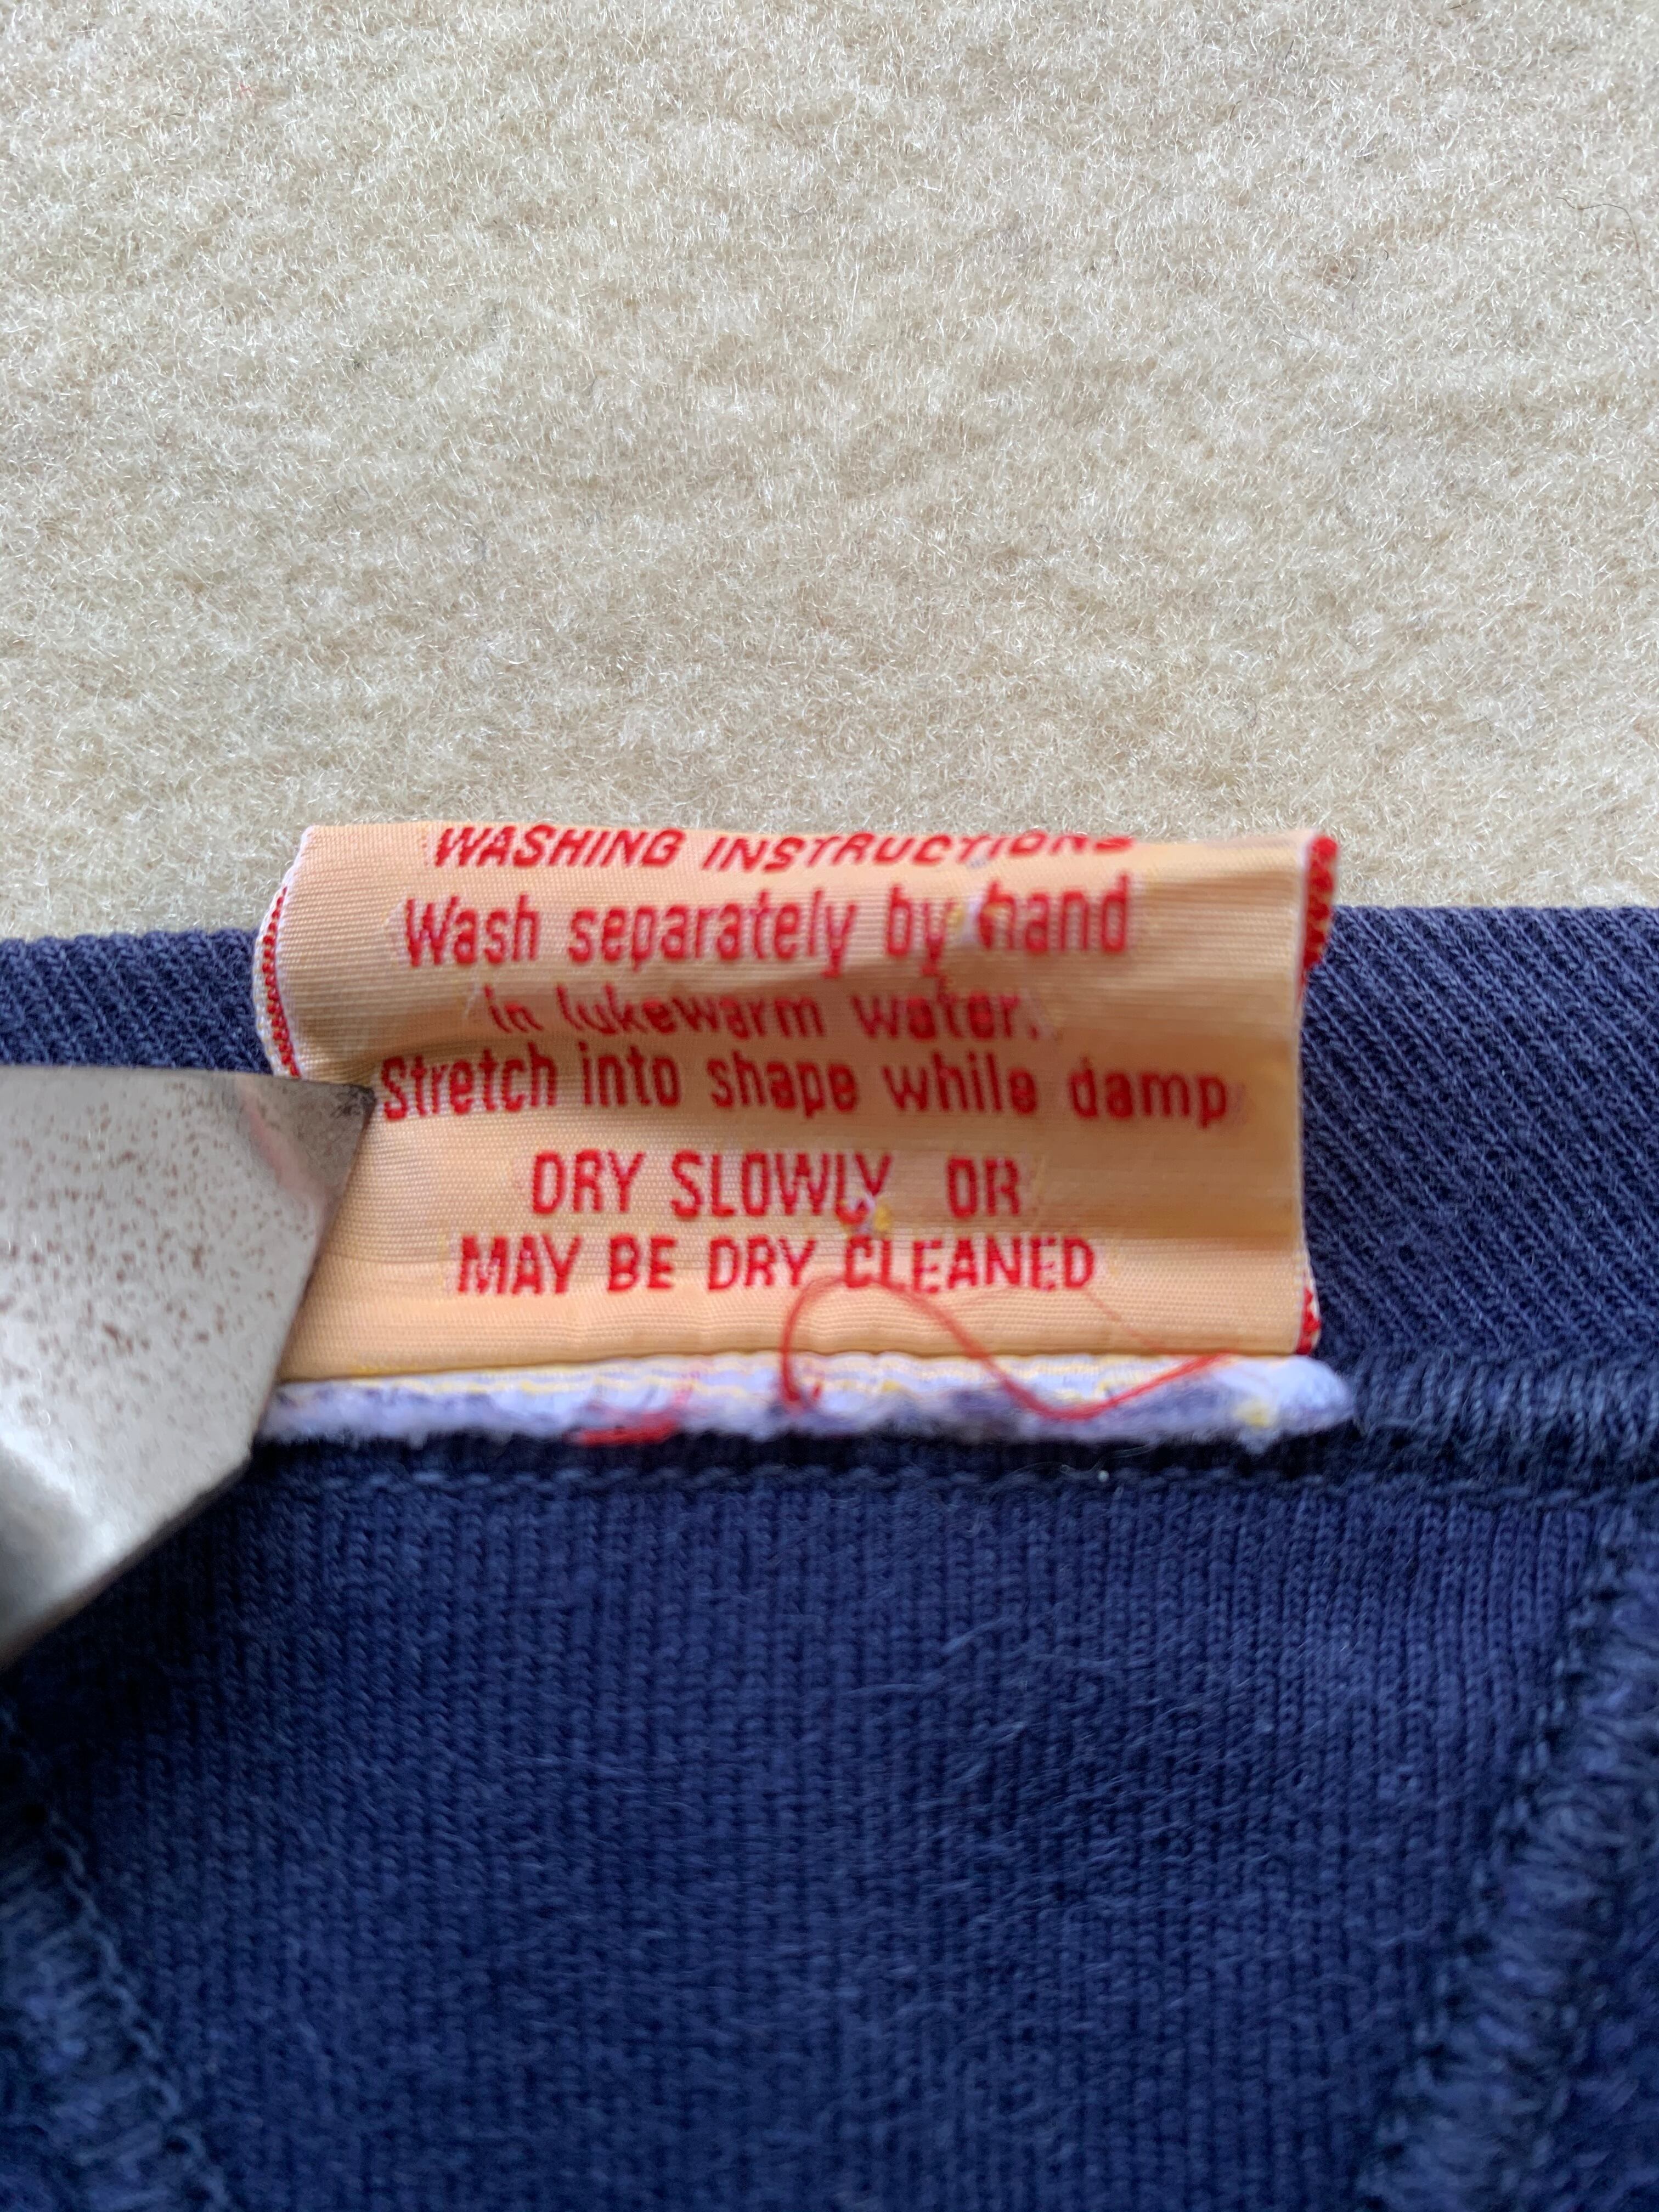 WASHING INSTRUCTIONS
Wash separately by hand
in lukewarm water.
Stretch into shape while damp
DRY SLOWLY OR
MAY BE DRY CLEANED